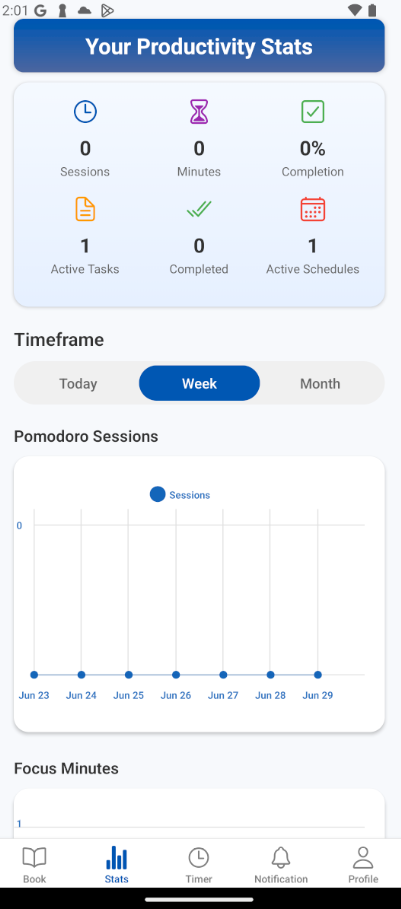 2:01
Your Productivity Stats
0 0 0%
Sessions Minutes Completion
1 0 1
Active Tasks Completed Active Schedules
Timeframe
Today Week Month
Pomodoro Sessions
Sessions
0
Jun 23 Jun 24 Jun 25 Jun 26 Jun 27 Jun 28 Jun 29
Focus Minutes
1
Book Stats Timer Notification Profile